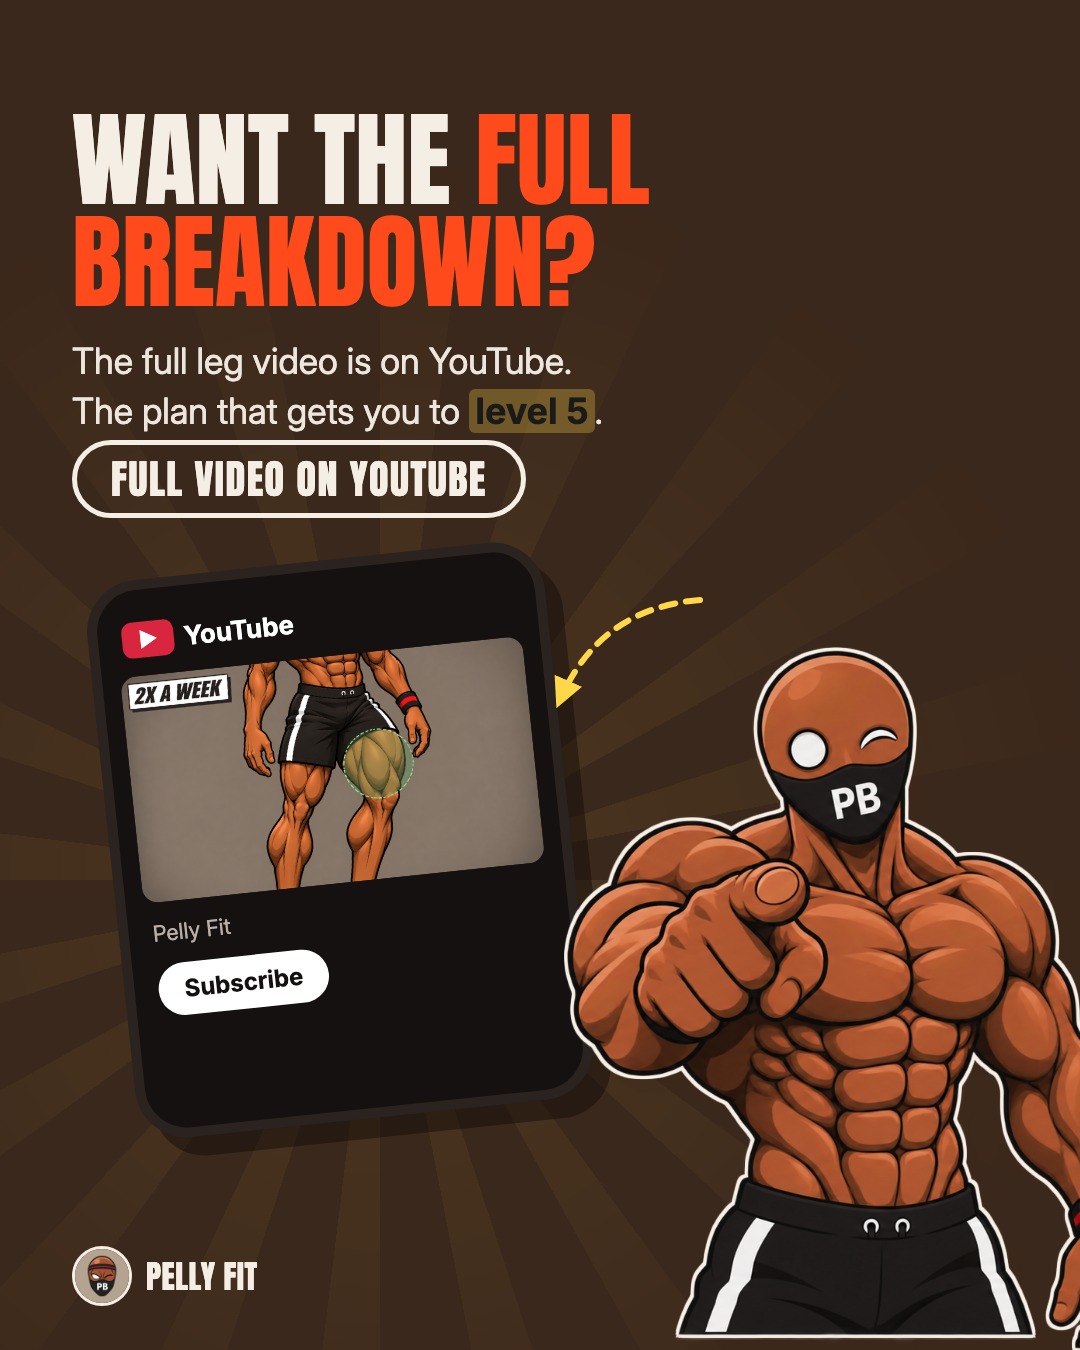 WANT THE FULL
BREAKDOWN?
The full leg video is on YouTube.
The plan that gets you to level 5.
FULL VIDEO ON YOUTUBE
YouTube
2X A WEEK
Pelly Fit
Subscribe
PB
PB
PELLY FIT